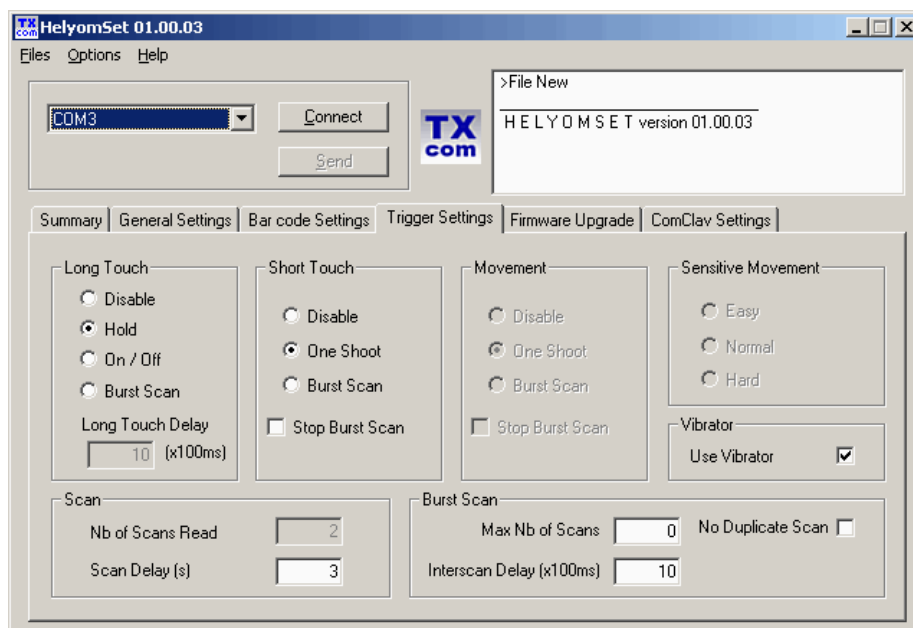 TX com HelyomSet 01.00.03
Files Options Help
COM3
Connect
Send
TX
com
>File New
H E L Y O M S E T version 01.00.03
Summary General Settings Bar code Settings Trigger Settings Firmware Upgrade ComClav Settings
Long Touch
Disable
Hold
On / Off
Burst Scan
Long Touch Delay
10 (x100ms)
Short Touch
Disable
One Shoot
Burst Scan
Stop Burst Scan
Movement
Disable
One Shoot
Burst Scan
Stop Burst Scan
Sensitive Movement
Easy
Normal
Hard
Vibrator
Use Vibrator
Scan
Nb of Scans Read 2
Scan Delay (s) 3
Burst Scan
Max Nb of Scans 0 No Duplicate Scan
Interscan Delay (x100ms) 10